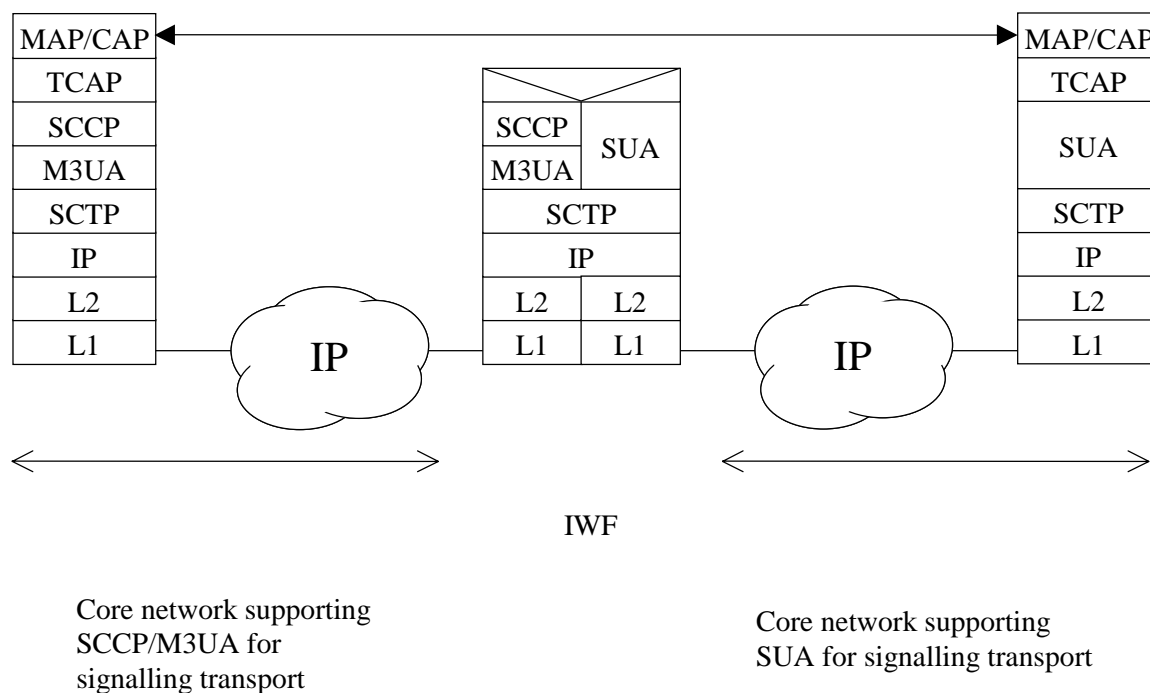 MAP/CAP
TCAP
SCCP
M3UA
SCTP
IP
L2
L1
IP
SCCP
M3UA
SUA
SCTP
IP
L2 L2
L1 L1
IP
MAP/CAP
TCAP
SUA
SCTP
IP
L2
L1
IWF
Core network supporting
SCCP/M3UA for
signalling transport
Core network supporting
SUA for signalling transport